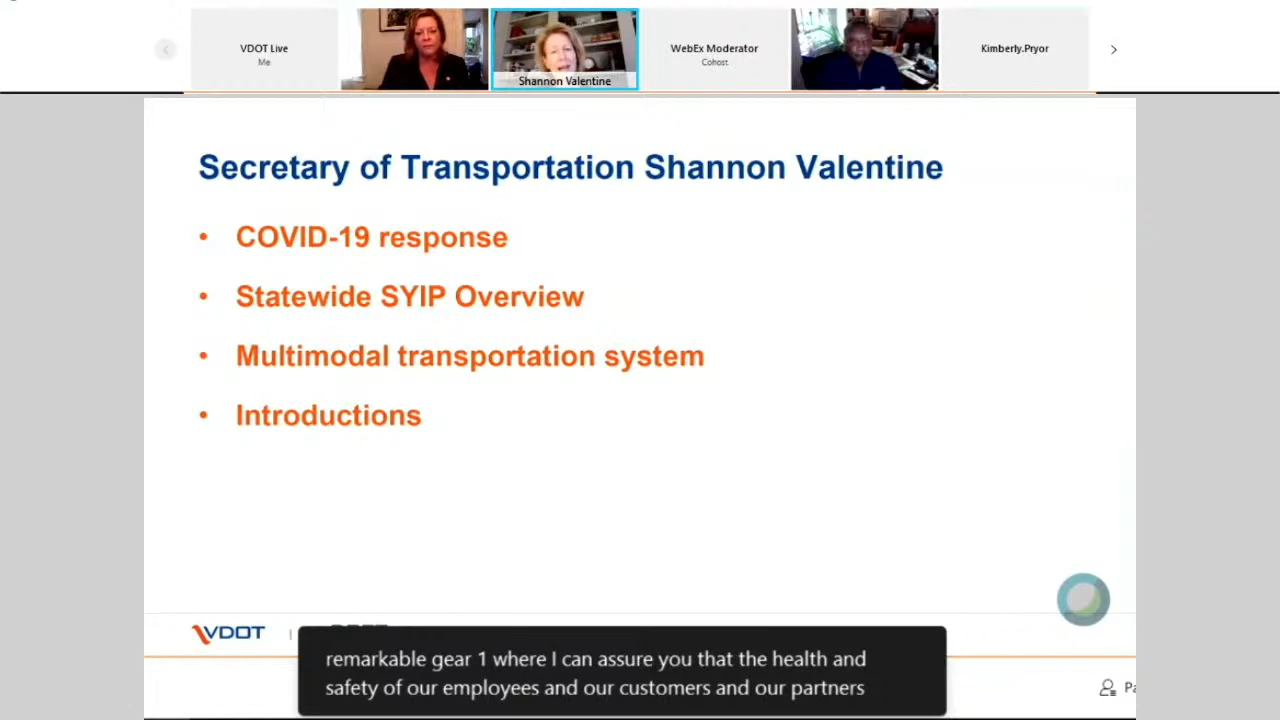 VDOT Live
Me
Shannon Valentine
WebEx Moderator
Cohost
Kimberly.Pryor
Secretary of Transportation Shannon Valentine
• COVID-19 response
• Statewide SYIP Overview
• Multimodal transportation system
• Introductions
VDOT
remarkable gear 1 where I can assure you that the health and
safety of our employees and our customers and our partners